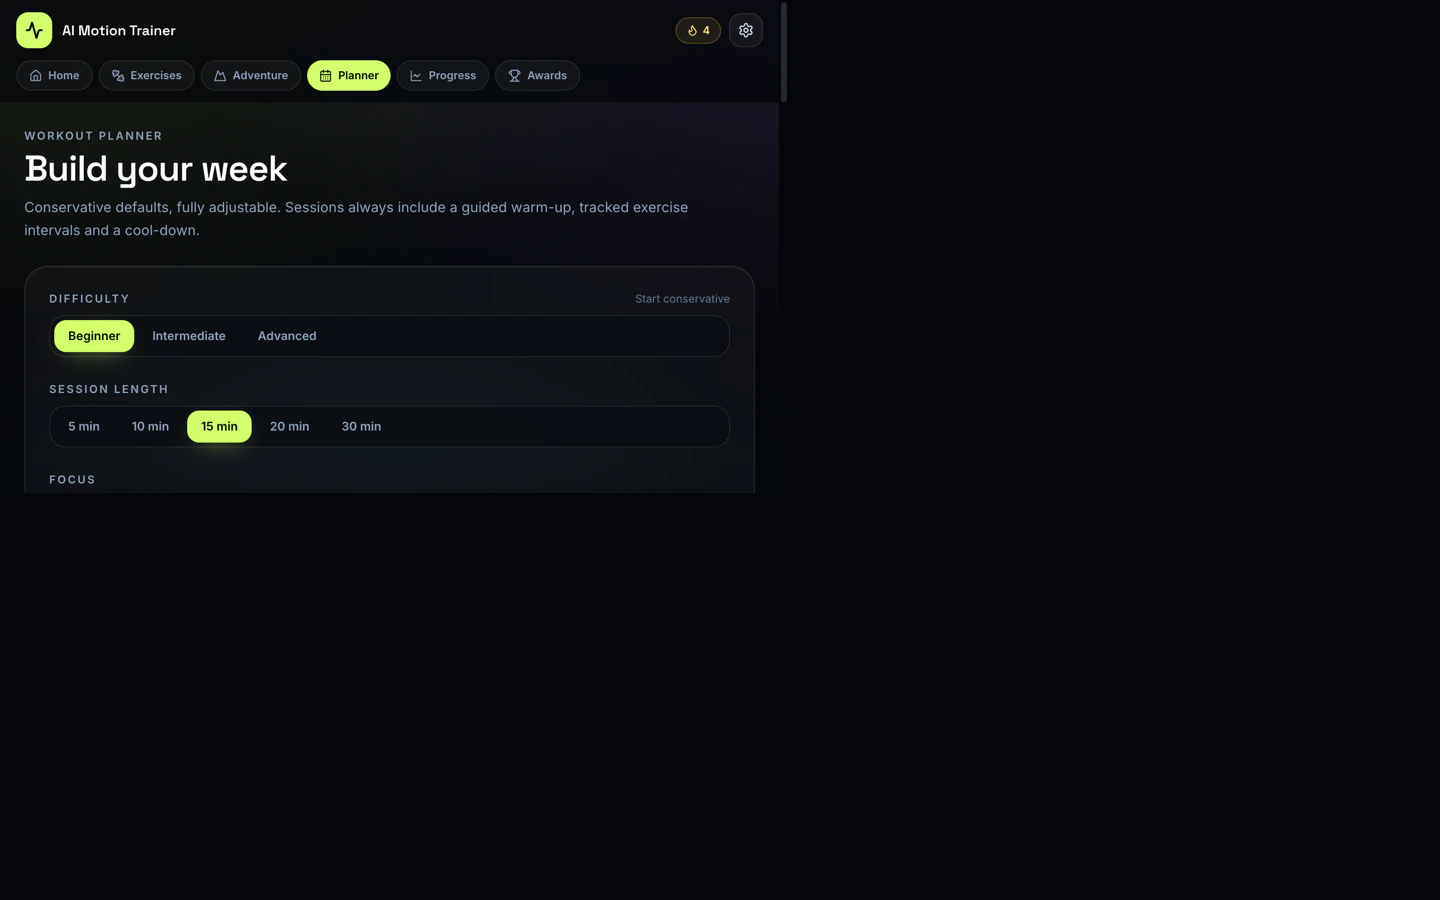 AI Motion Trainer
4
Home
Exercises
Adventure
Planner
Progress
Awards
WORKOUT PLANNER
Build your week
Conservative defaults, fully adjustable. Sessions always include a guided warm-up, tracked exercise
intervals and a cool-down.
DIFFICULTY
Start conservative
Beginner
Intermediate
Advanced
SESSION LENGTH
5 min
10 min
15 min
20 min
30 min
FOCUS